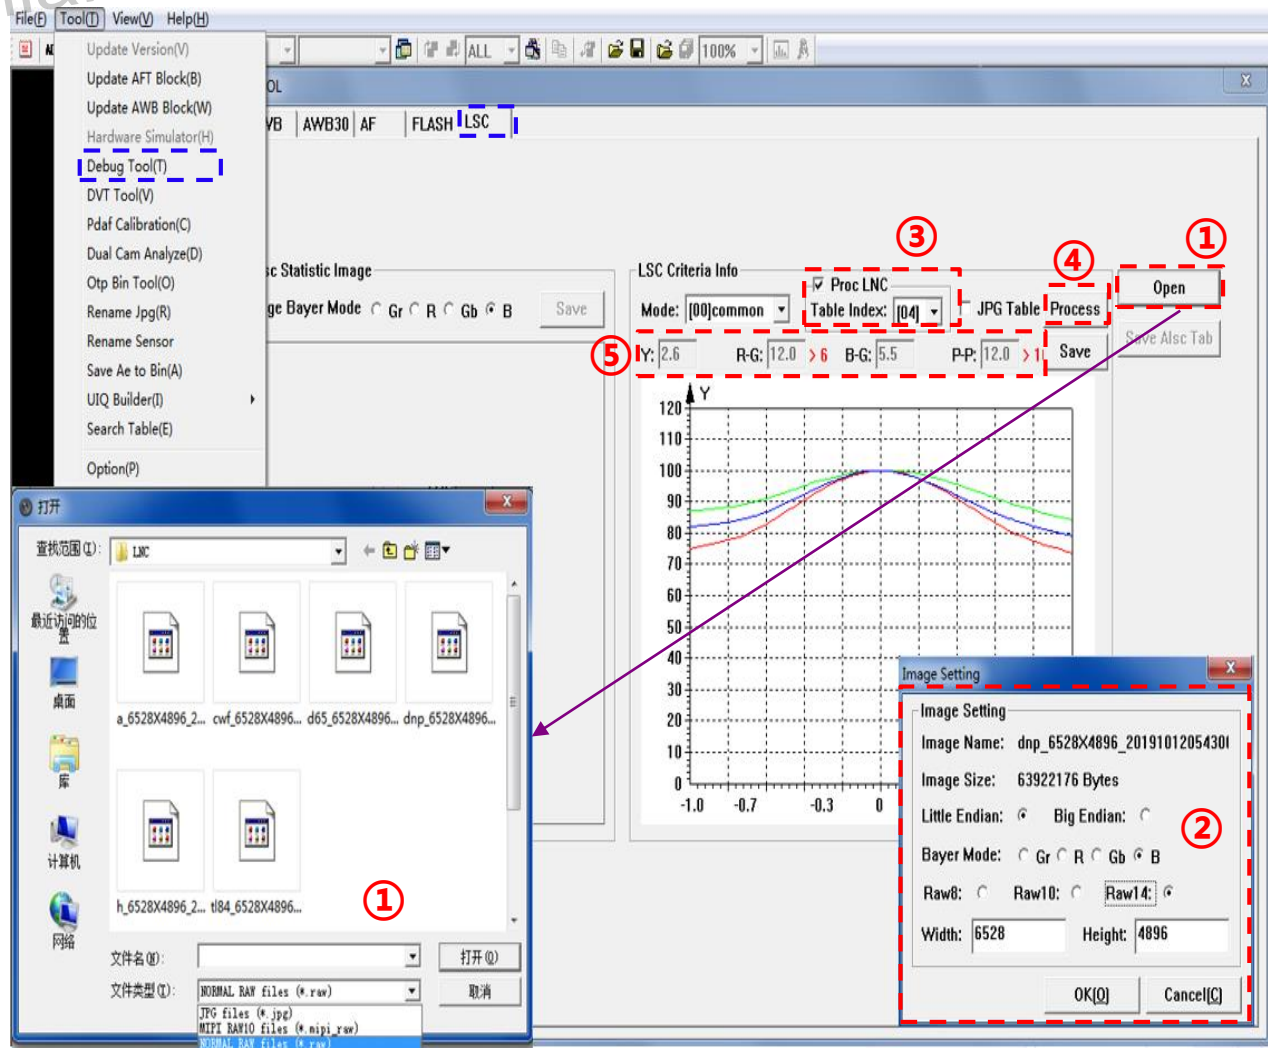 File(F) Tool(T) View(V) Help(H)
ALL 100%
Update Version(V)
Update AFT Block(B)
Update AWB Block(W)
Hardware Simulator(H)
Debug Tool(T)
DVT Tool(V)
Pdaf Calibration(C)
Dual Cam Analyze(D)
Otp Bin Tool(O)
Rename Jpg(R)
Rename Sensor
Save Ae to Bin(A)
UIQ Builder(I)
Search Table(E)
Option(P)
OL
VB AWB30 AF FLASH LSC
sc Statistic Image
ge Bayer Mode Gr R Gb B Save
LSC Criteria Info
③ ④ ①
Proc LNC
Mode: [00]common Table Index: [04] JPG Table Process Open
⑤ Y: 2.6 R-G: 12.0 > 6 B-G: 5.5 P-P: 12.0 > 1 Save Save Alsc Tab
Y
120
110
100
90
80
70
60
50
40
30
20
10
0
-1.0 -0.7 -0.3 0
打开
查找范围(I): LNC
最近访问的位置
桌面
库
计算机
网络
a_6528X4896_2... cwf_6528X4896... d65_6528X4896... dnp_6528X4896...
h_6528X4896_2... tl84_6528X4896...
①
文件名(N): 打开(O)
文件类型(T): NORMAL RAW files (*.raw) 取消
JPG files (*.jpg)
MIPI RAW10 files (*.mipi_raw)
NORMAL RAW files (*.raw)
Image Setting
Image Setting
Image Name: dnp_6528X4896_2019101205430
Image Size: 63922176 Bytes
Little Endian: Big Endian:
②
Bayer Mode: Gr R Gb B
Raw8: Raw10: Raw14:
Width: 6528 Height: 4896
OK[O] Cancel[C]